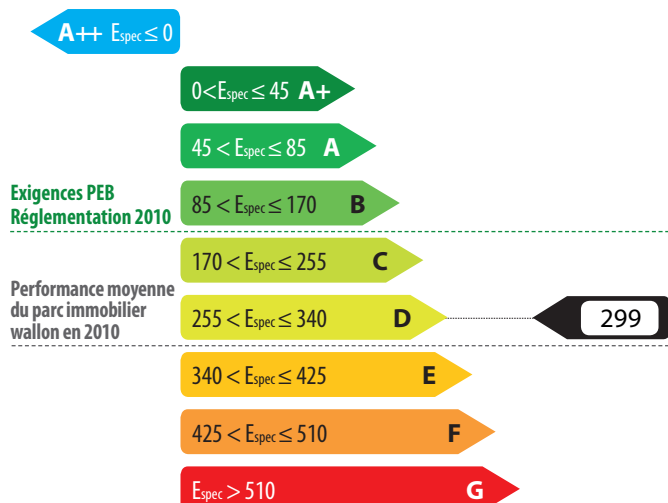 A++ Espec ≤ 0
0<Espec ≤ 45 A+
45 < Espec ≤ 85 A
Exigences PEB
Réglementation 2010
85 < Espec ≤ 170 B
170 < Espec ≤ 255 C
Performance moyenne
du parc immobilier
wallon en 2010
255 < Espec ≤ 340 D
299
340 < Espec ≤ 425 E
425 < Espec ≤ 510 F
Espec > 510 G